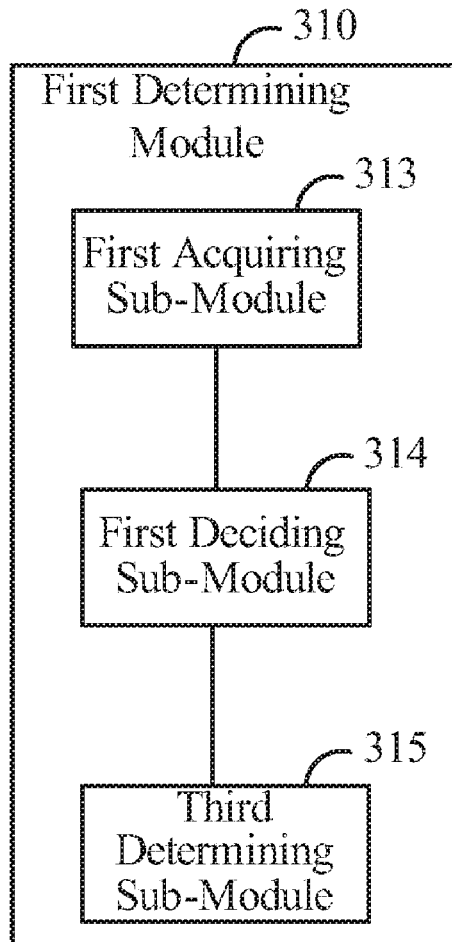 310
First Determining
Module
313
First Acquiring
Sub-Module
314
First Deciding
Sub-Module
315
Third
Determining
Sub-Module